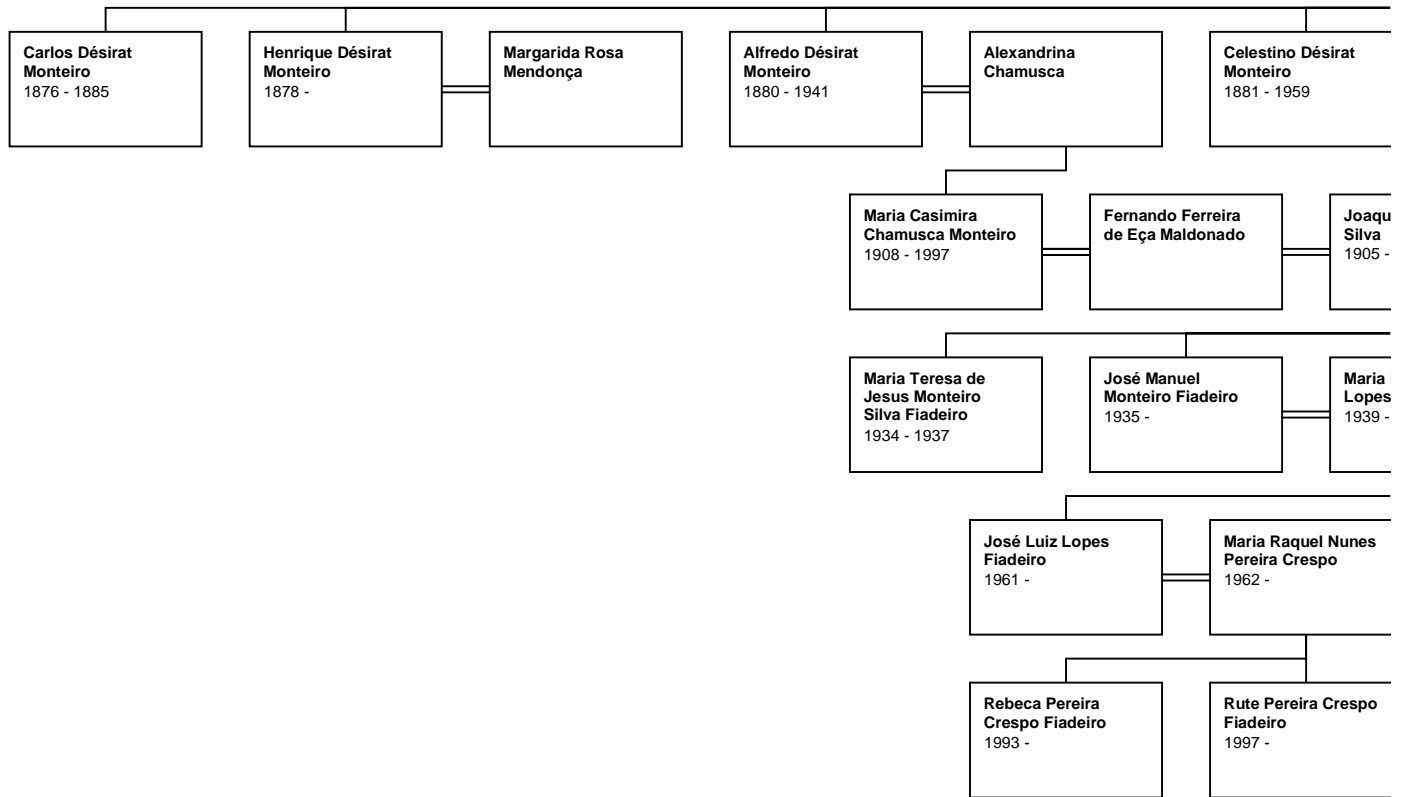 Carlos Désirat
Monteiro
1876 - 1885
Henrique Désirat
Monteiro
1878 -
Margarida Rosa
Mendonça
Alfredo Désirat
Monteiro
1880 - 1941
Alexandrina
Chamusca
Celestino Désirat
Monteiro
1881 - 1959
Maria Casimira
Chamusca Monteiro
1908 - 1997
Fernando Ferreira
de Eça Maldonado
Joaqu
Silva
1905 -
Maria Teresa de
Jesus Monteiro
Silva Fiadeiro
1934 - 1937
José Manuel
Monteiro Fiadeiro
1935 -
Maria
Lopes
1939 -
José Luiz Lopes
Fiadeiro
1961 -
Maria Raquel Nunes
Pereira Crespo
1962 -
Rebeca Pereira
Crespo Fiadeiro
1993 -
Rute Pereira Crespo
Fiadeiro
1997 -